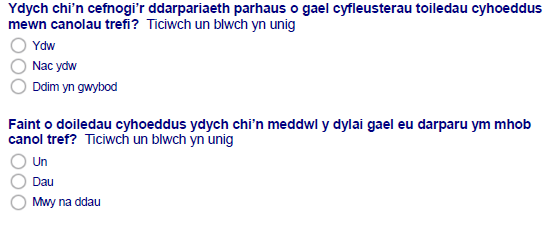 Ydych chi'n cefnogi'r ddarpariaeth parhaus o gael cyfleusterau toiledau cyhoeddus
mewn canolau trefi? Ticiwch un blwch yn unig
Ydw
Nac ydw
Ddim yn gwybod
Faint o doiledau cyhoeddus ydych chi'n meddwl y dylai gael eu darparu ym mhob
canol tref? Ticiwch un blwch yn unig
Un
Dau
Mwy na ddau